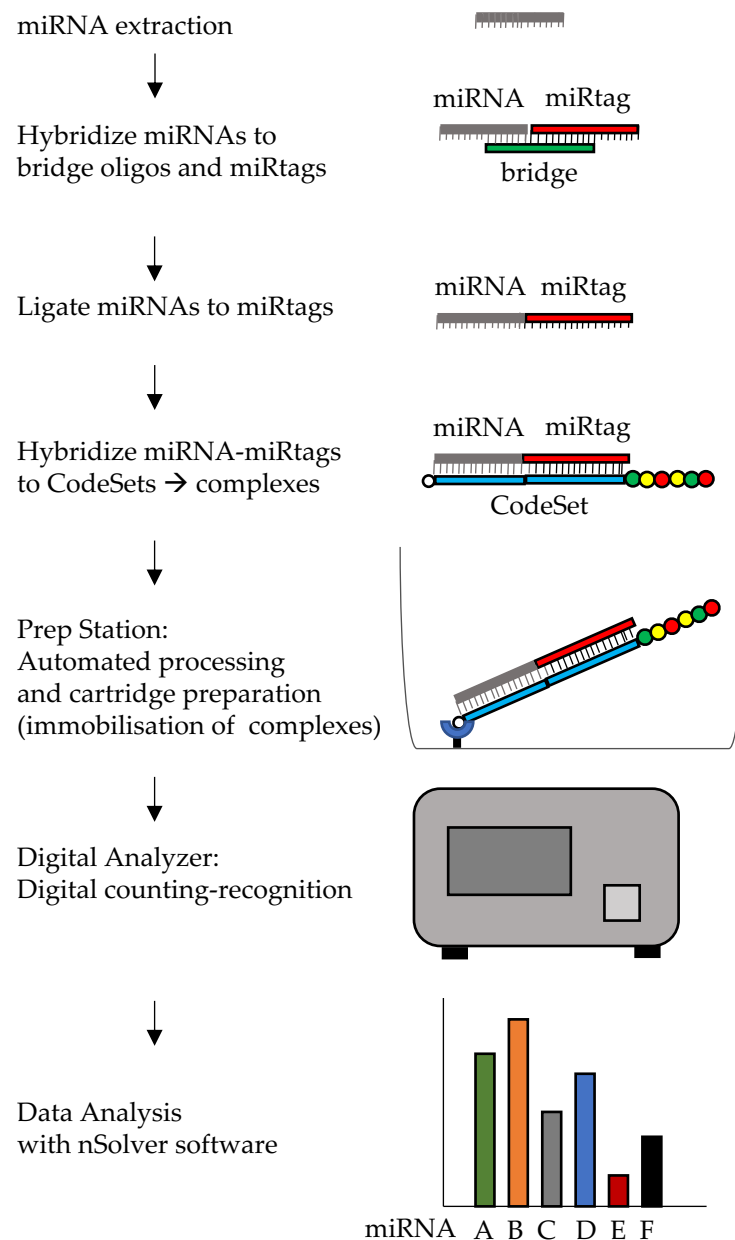 miRNA extraction
miRNA miRtag
Hybridize miRNAs to
bridge oligos and miRtags
bridge
miRNA miRtag
Ligate miRNAs to miRtags
miRNA miRtag
Hybridize miRNA-miRtags
to CodeSets → complexes
CodeSet
Prep Station:
Automated processing
and cartridge preparation
(immobilisation of complexes)
Digital Analyzer:
Digital counting-recognition
Data Analysis
with nSolver software
miRNA A B C D E F